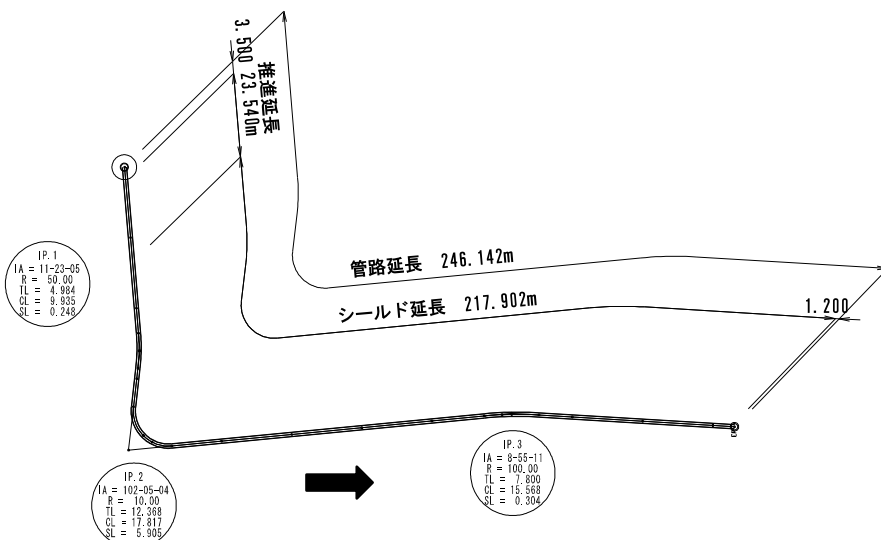 3.500
推進延長
23.540m
管路延長 246.142m
シールド延長 217.902m
1.200
IP.1
IA = 11-23-05
R = 50.00
TL = 4.984
CL = 9.935
SL = 0.248
IP.2
IA = 102-05-04
R = 10.00
TL = 12.368
CL = 17.817
SL = 5.905
IP.3
IA = 8-55-11
R = 100.00
TL = 7.800
CL = 15.568
SL = 0.304